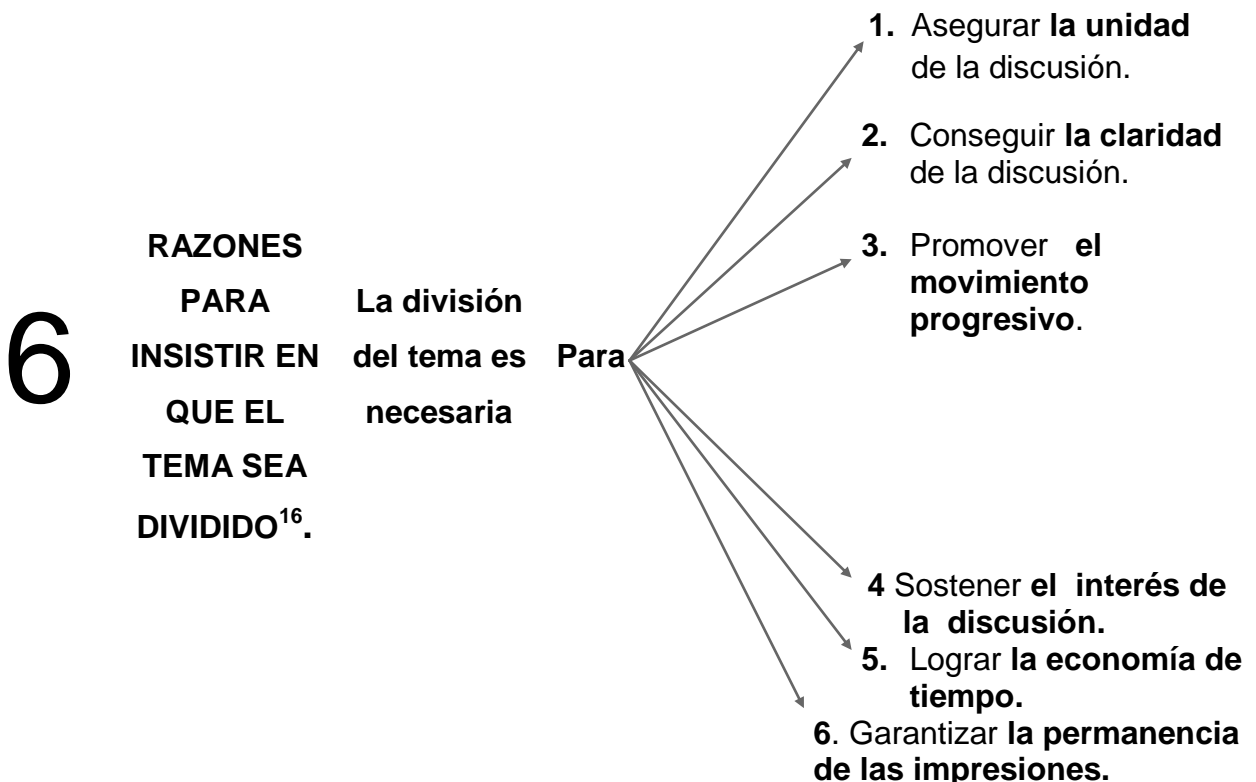 6
RAZONES
PARA
INSISTIR EN
QUE EL
TEMA SEA
DIVIDIDO16.
La división
del tema es
necesaria
Para
1. Asegurar la unidad
de la discusión.
2. Conseguir la claridad
de la discusión.
3. Promover el
movimiento
progresivo.
4 Sostener el interés de
la discusión.
5. Lograr la economía de
tiempo.
6. Garantizar la permanencia
de las impresiones.